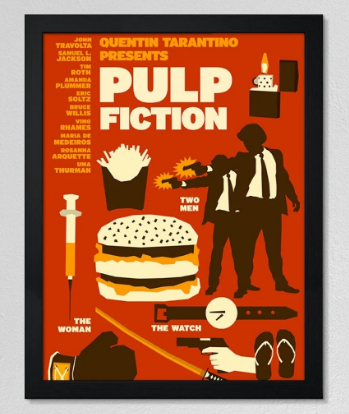 JOHN
TRAVOLTA
SAMUEL L.
JACKSON
TIM
ROTH
AMANDA
PLUMMER
ERIC
SOLTZ
BRUCE
WILLIS
VING
RHAMES
MARIA DE
MEDEIROS
ROSANNA
ARQUETTE
UMA
THURMAN
QUENTIN TARANTINO
PRESENTS
PULP
FICTION
TWO
MEN
THE
WOMAN
THE WATCH